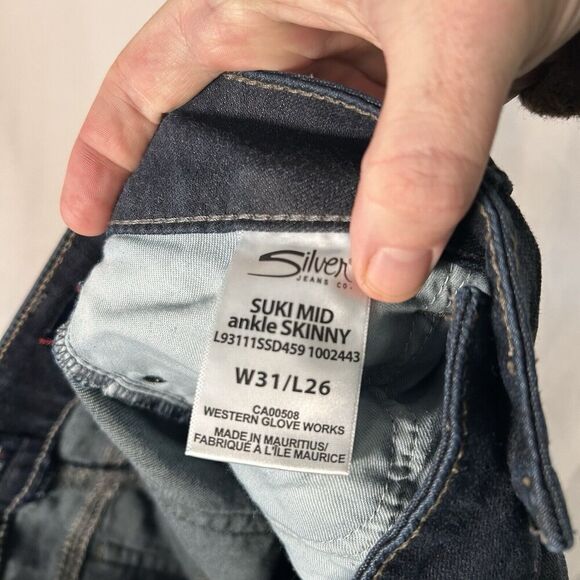 Silver
JEANS CO.
SUKI MID
ankle SKINNY
L93111SSD459 1002443
W31/L26
CA00508
WESTERN GLOVE WORKS
MADE IN MAURITIUS/
FABRIQUÉ À L'ÎLE MAURICE